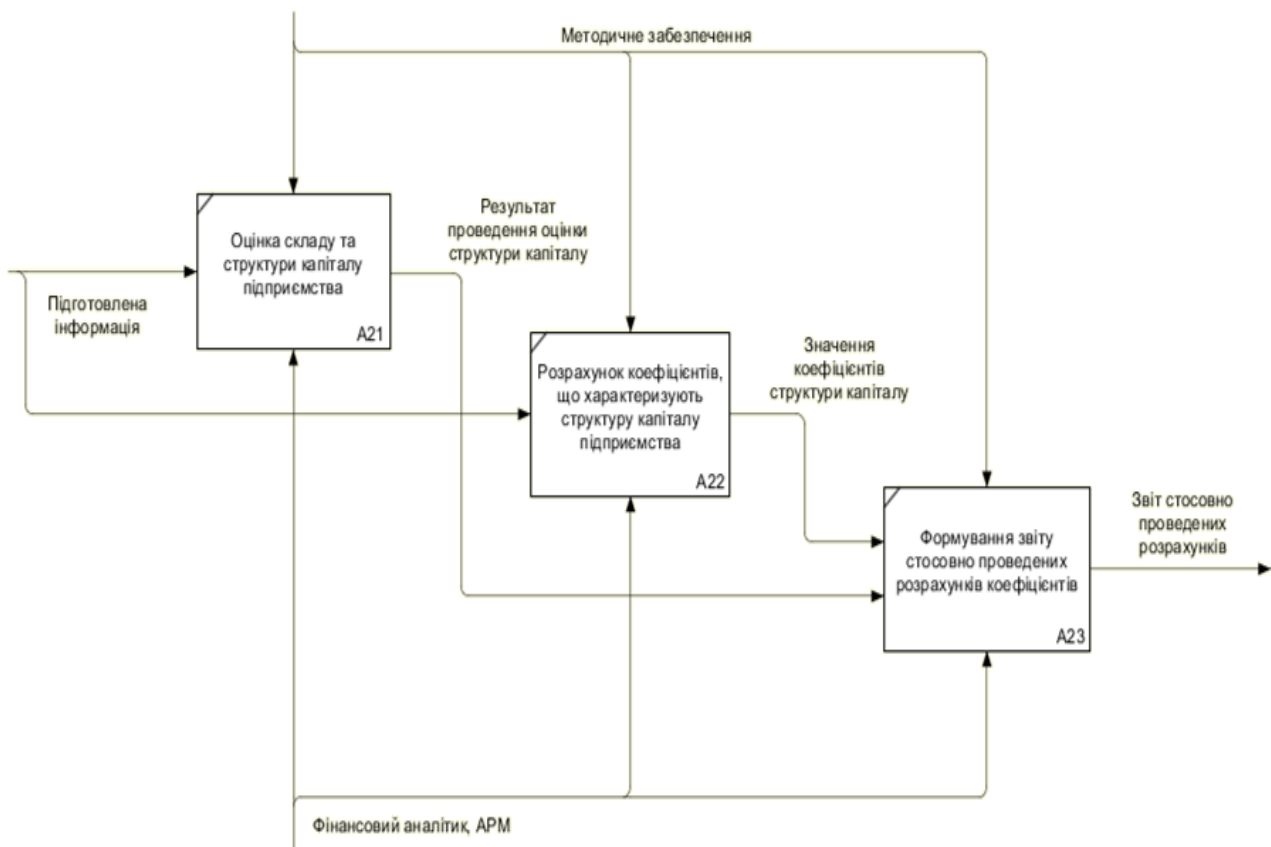 Методичне забезпечення
Оцінка складу та
структури капіталу
підприємства
A21
Результат
проведення оцінки
структури капіталу
Підготовлена
інформація
Розрахунок коефіцієнтів,
що характеризують
структуру капіталу
підприємства
A22
Значення
коефіцієнтів
структури капіталу
Формування звіту
стосовно проведених
розрахунків коефіцієнтів
A23
Звіт стосовно
проведених
розрахунків
Фінансовий аналітик, АРМ